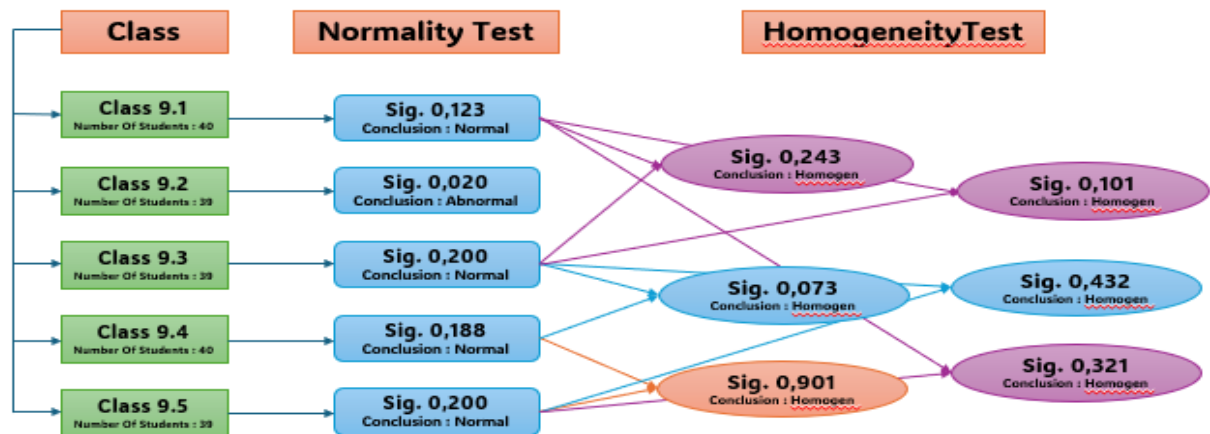 Class
Normality Test
HomogeneityTest
Class 9.1
Number Of Students : 40
Sig. 0,123
Conclusion : Normal
Sig. 0,243
Conclusion : Homogen
Class 9.2
Number Of Students : 39
Sig. 0,020
Conclusion : Abnormal
Sig. 0,101
Conclusion : Homogen
Class 9.3
Number Of Students : 39
Sig. 0,200
Conclusion : Normal
Sig. 0,073
Conclusion : Homogen
Sig. 0,432
Conclusion : Homogen
Class 9.4
Number Of Students : 40
Sig. 0,188
Conclusion : Normal
Sig. 0,321
Conclusion : Homogen
Class 9.5
Number Of Students : 39
Sig. 0,200
Conclusion : Normal
Sig. 0,901
Conclusion : Homogen